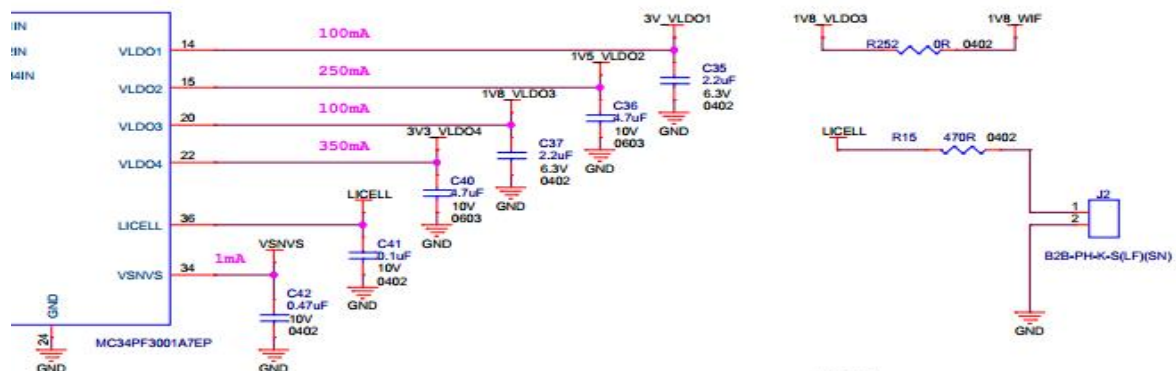 1IN
2IN
34IN
VLDO1
14
100mA
3V_VLDO1
C35
2.2uF
6.3V
0402
GND
VLDO2
15
250mA
1V5_VLDO2
C36
4.7uF
10V
0603
GND
VLDO3
20
100mA
1V8_VLDO3
C37
2.2uF
6.3V
0402
GND
VLDO4
22
350mA
3V3_VLDO4
C40
4.7uF
10V
0603
GND
LICELL
36
LICELL
C41
0.1uF
10V
0402
GND
VSNVS
34
1mA
VSNVS
C42
0.47uF
10V
0402
GND
GND
24
GND
MC34PF3001A7EP
1V8_VLDO3
1V8_WIF
R252 0R 0402
LICELL
R15 470R 0402
J2
1
2
B2B-PH-K-S(LF)(SN)
GND